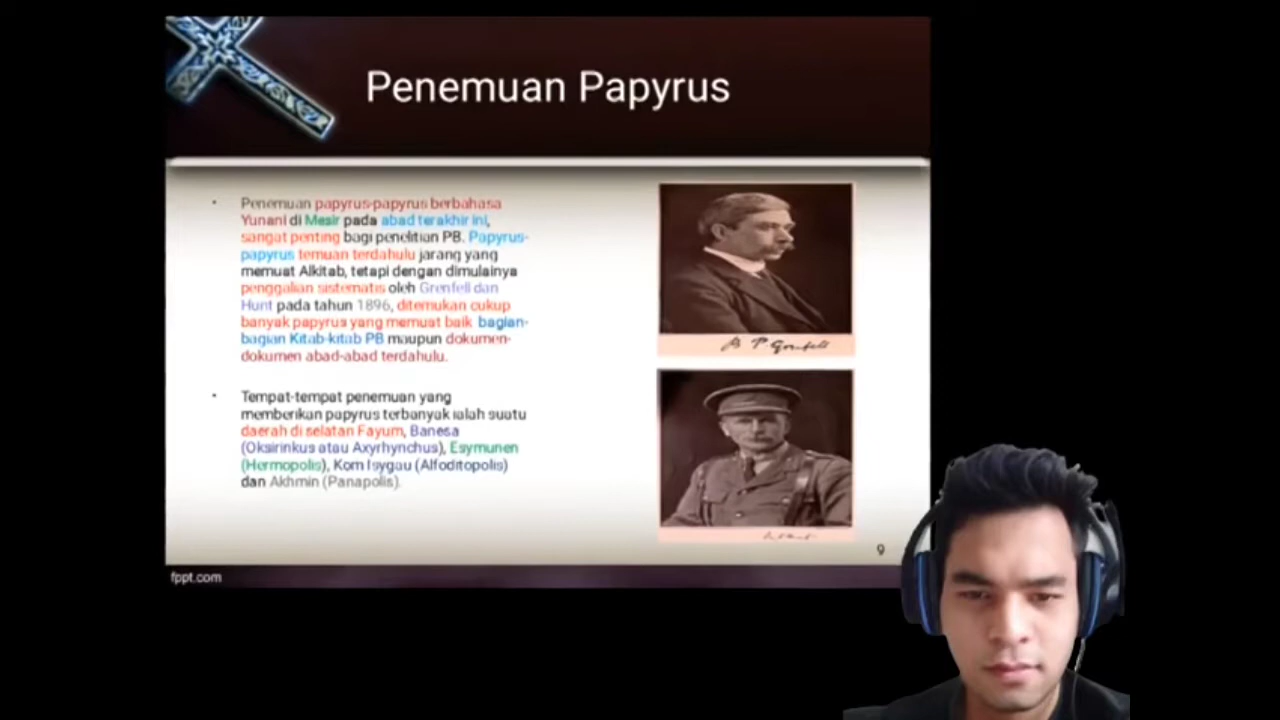 Penemuan Papyrus
• Penemuan papyrus-papyrus berbahasa
Yunani di Mesir pada abad terakhir ini,
sangat penting bagi penelitian PB. Papyrus-
papyrus temuan terdahulu jarang yang
memuat Alkitab, tetapi dengan dimulainya
penggalian sistematis oleh Grenfell dan
Hunt pada tahun 1896, ditemukan cukup
banyak papyrus yang memuat baik bagian-
bagian Kitab-kitab PB maupun dokumen-
dokumen abad-abad terdahulu.
• Tempat-tempat penemuan yang
memberikan papyrus terbanyak ialah suatu
daerah di selatan Fayum, Banesa
(Oksirinkus atau Axyrhynchus), Esymunen
(Hermopolis), Kom Isygau (Alfoditopolis)
dan Akhmin (Panapolis).
B P. Grenfell
9
fppt.com